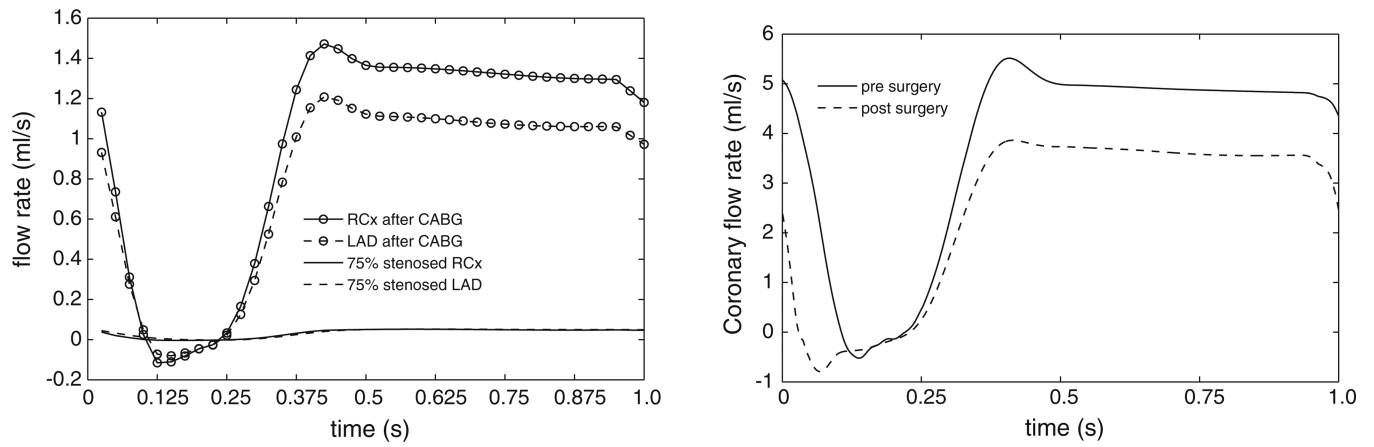 1.6
1.4
1.2
1
0.8
0.6
0.4
0.2
0
-0.2
flow rate (ml/s)
RCx after CABG
LAD after CABG
75% stenosed RCx
75% stenosed LAD
0 0.125 0.25 0.375 0.5 0.625 0.75 0.875 1.0
time (s)
6
5
4
3
2
1
0
-1
Coronary flow rate (ml/s)
pre surgery
post surgery
0 0.25 0.5 0.75 1.0
time (s)